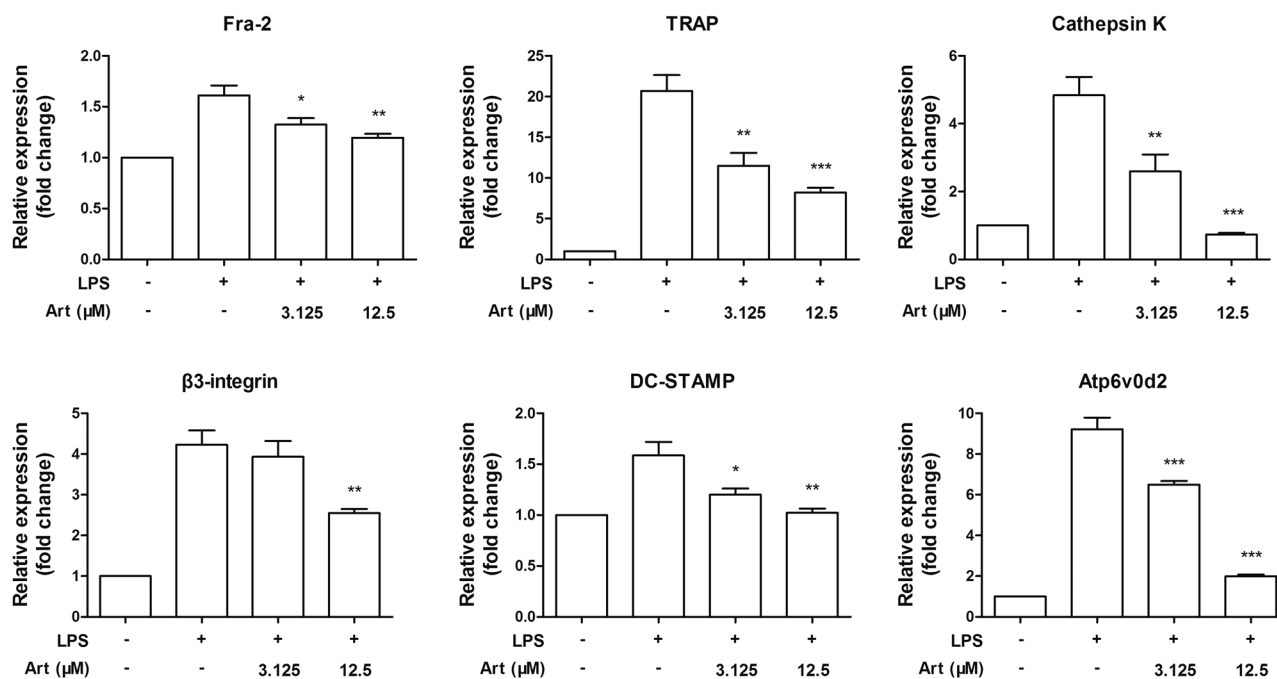 Fra-2
Relative expression
(fold change)
2.0
1.5
1.0
0.5
0.0
*
**
LPS - + + +
Art (µM) - - 3.125 12.5
TRAP
Relative expression
(fold change)
25
20
15
10
5
0
**
***
LPS - + + +
Art (µM) - - 3.125 12.5
Cathepsin K
Relative expression
(fold change)
6
4
2
0
**
***
LPS - + + +
Art (µM) - - 3.125 12.5
β3-integrin
Relative expression
(fold change)
5
4
3
2
1
0
**
LPS - + + +
Art (µM) - - 3.125 12.5
DC-STAMP
Relative expression
(fold change)
2.0
1.5
1.0
0.5
0.0
*
**
LPS - + + +
Art (µM) - - 3.125 12.5
Atp6v0d2
Relative expression
(fold change)
10
8
6
4
2
0
***
***
LPS - + + +
Art (µM) - - 3.125 12.5